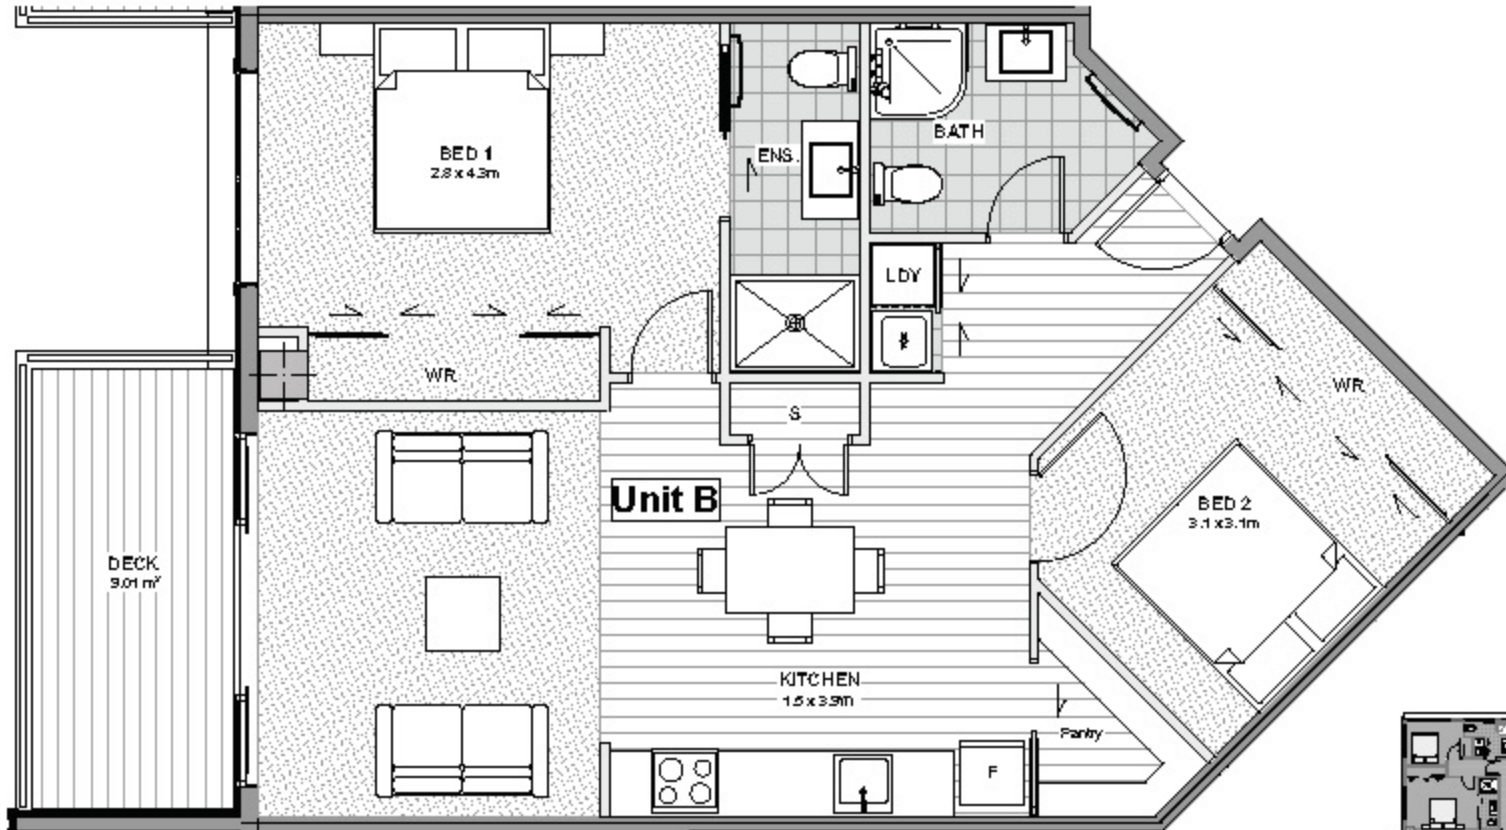 BED 1
2.8 x 4.3m
ENS.
BATH
LDY
WR
WR
S
Unit B
BED 2
3.1 x 3.1m
DECK
9.01 m²
KITCHEN
1.5 x 3.9m
Pantry
F